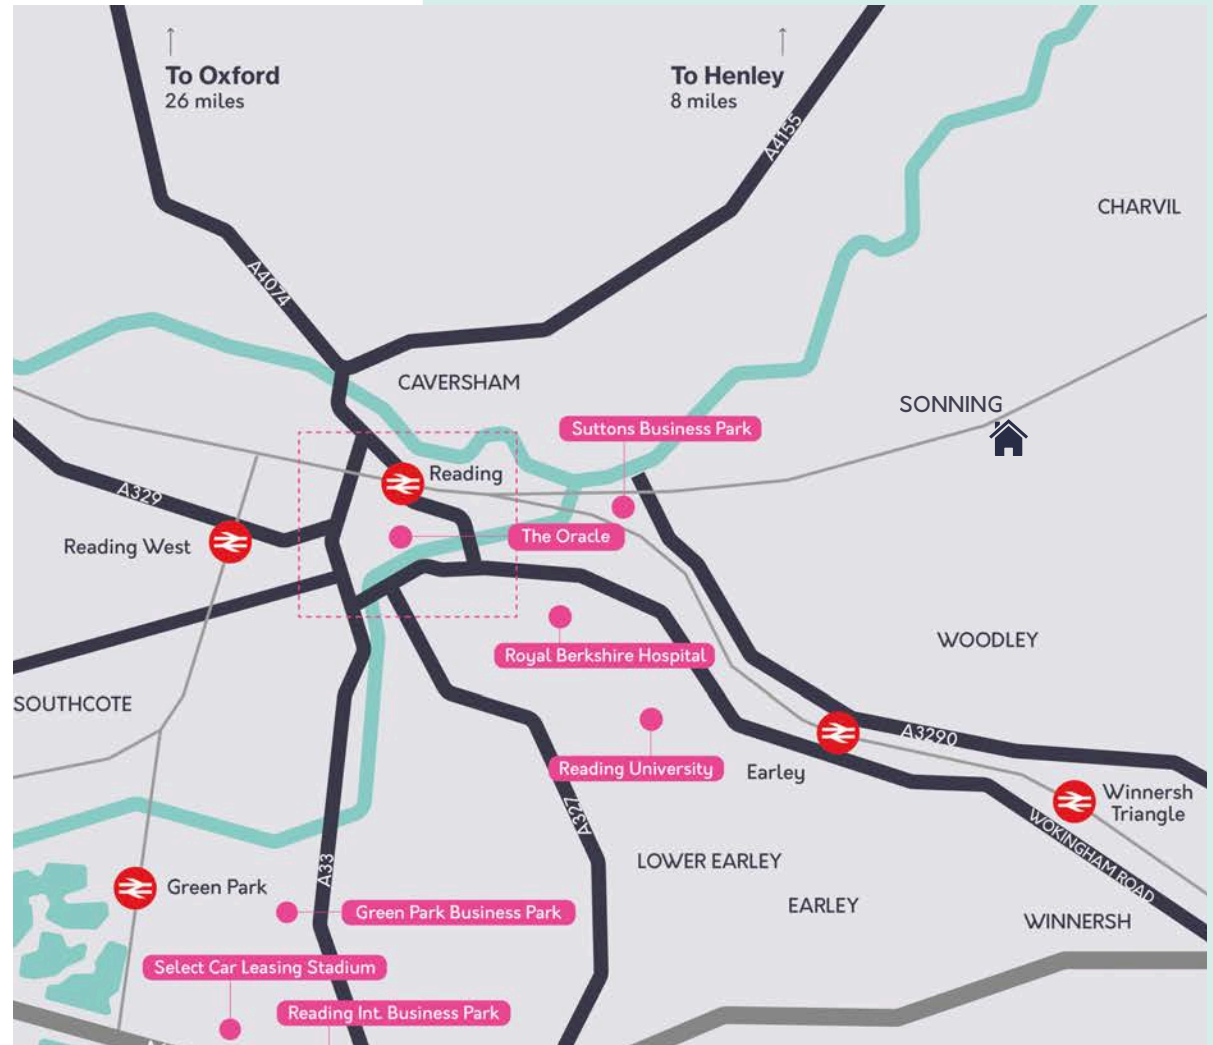 To Oxford
26 miles
To Henley
8 miles
A4155
CHARVIL
A4074
CAVERSHAM
SONNING
Suttons Business Park
Reading
A329
The Oracle
Reading West
WOODLEY
Royal Berkshire Hospital
SOUTHCOTE
A3290
Reading University
Earley
Winnersh
Triangle
A327
WOKINGHAM ROAD
LOWER EARLEY
A33
Green Park
EARLEY
Green Park Business Park
WINNERSH
Select Car Leasing Stadium
Reading Int. Business Park